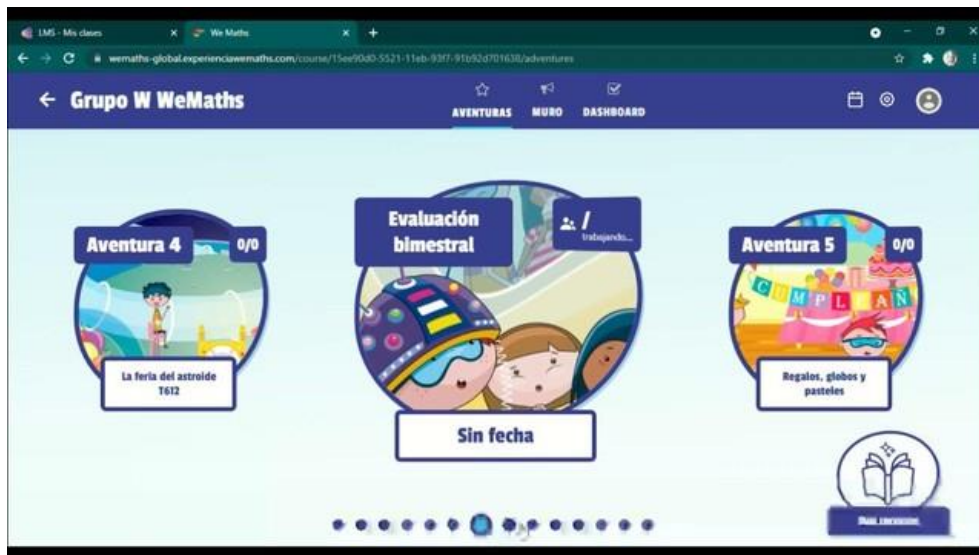 LMS - Mis clases
We Maths
wemaths-global.experienciawemaths.com/course/15ee90d0-5521-11eb-93f7-91b92d701638/adventures
Grupo W WeMaths
AVENTURAS
MURO
DASHBOARD
Aventura 4
0/0
La feria del astroide
T612
Evaluación
bimestral
/
trabajando...
Sin fecha
Aventura 5
0/0
CUMPLEAÑ
Regalos, globos y
pasteles